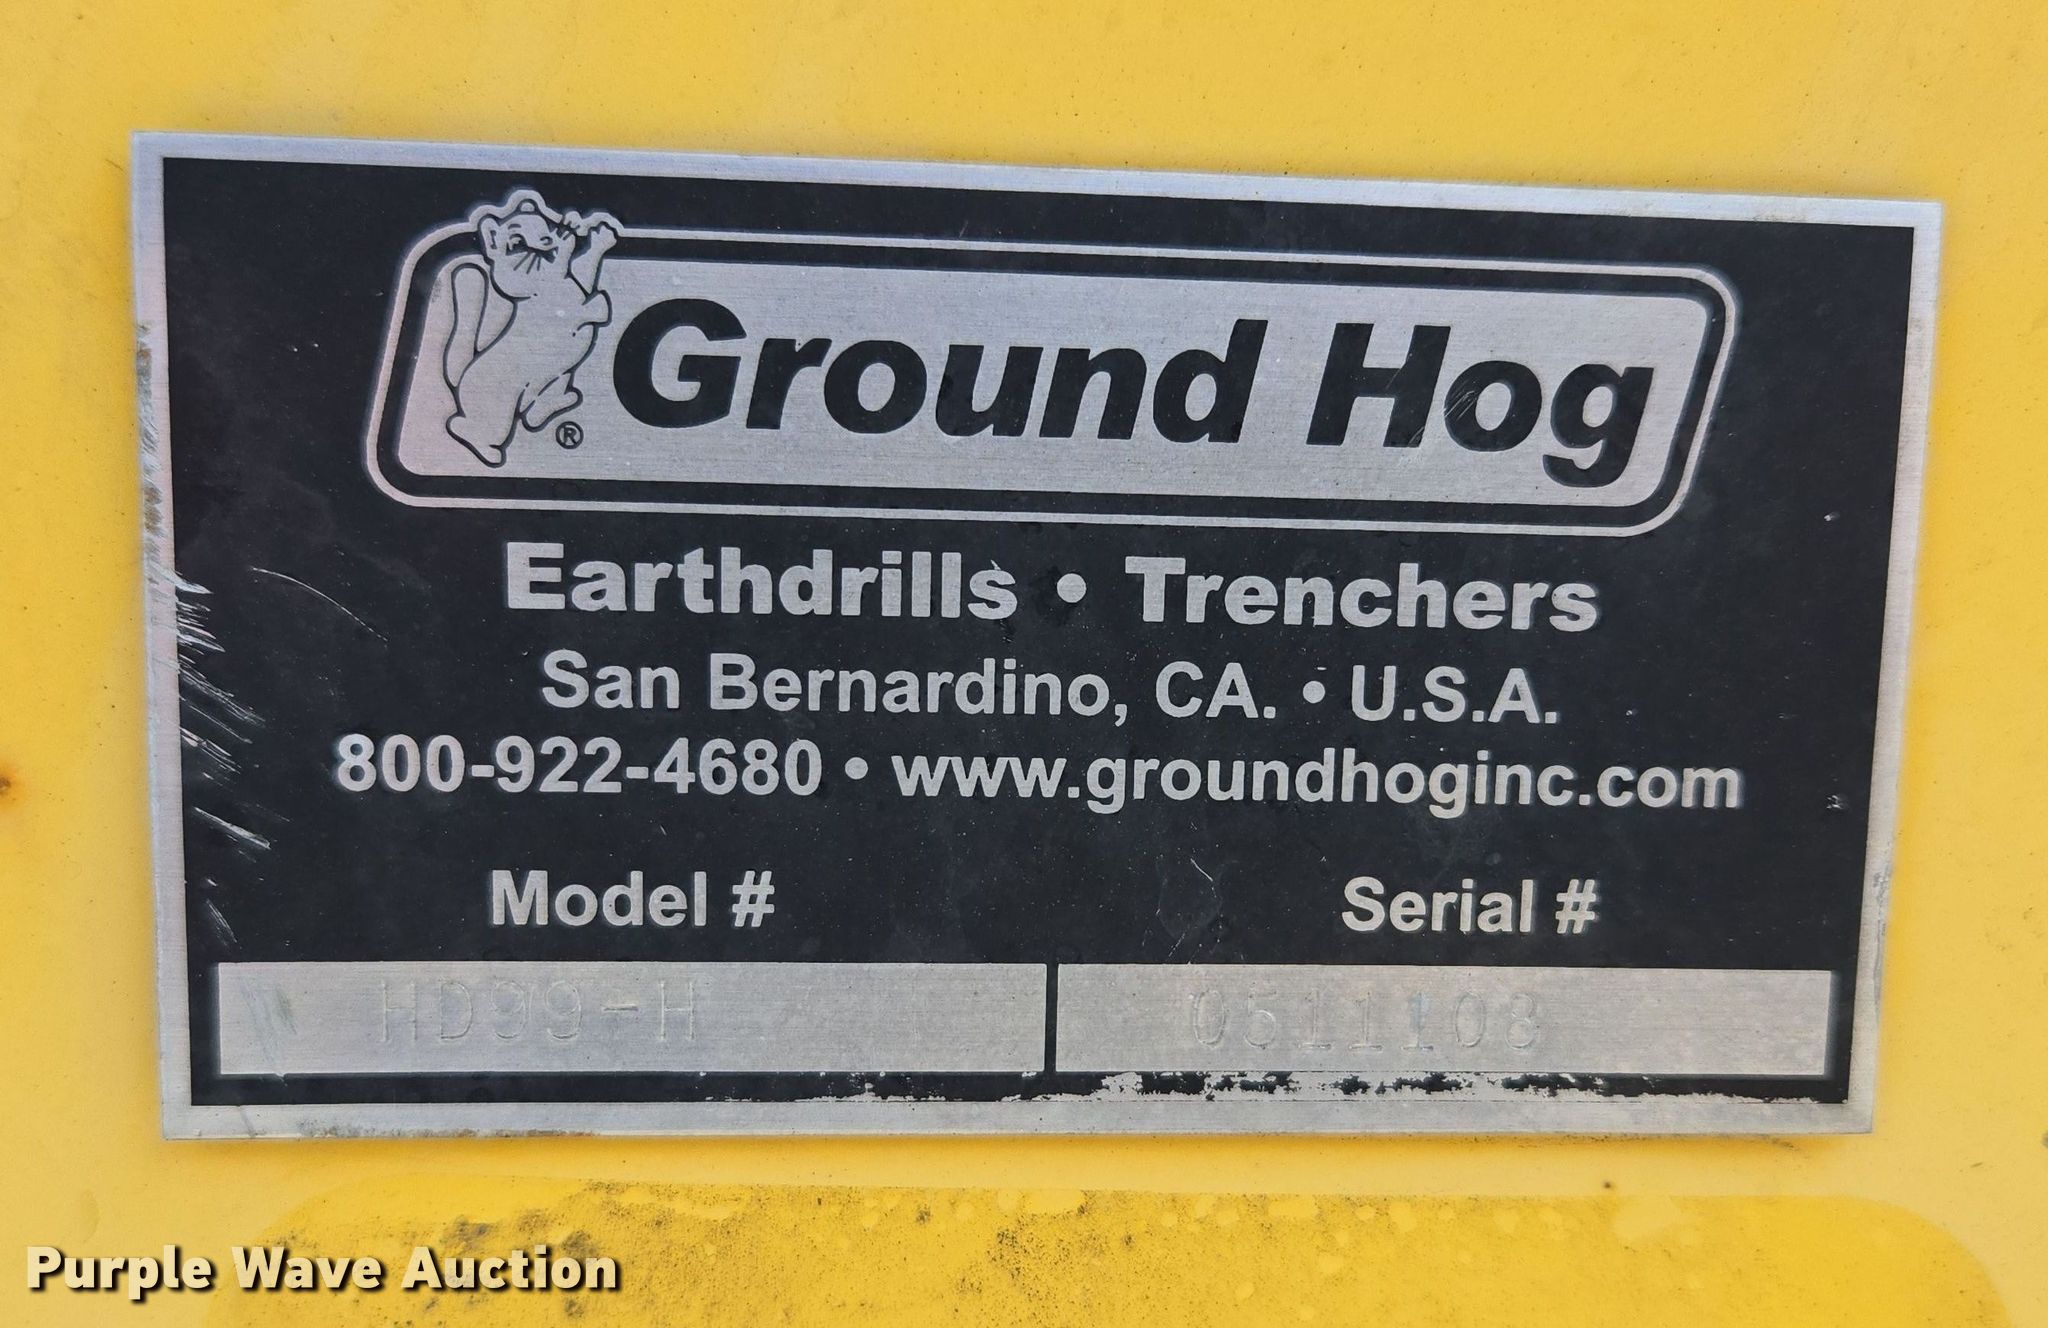 ®
Ground Hog
Earthdrills • Trenchers
San Bernardino, CA. • U.S.A.
800-922-4680 • www.groundhoginc.com
Model # Serial #
HD99-H 0511108
Purple Wave Auction